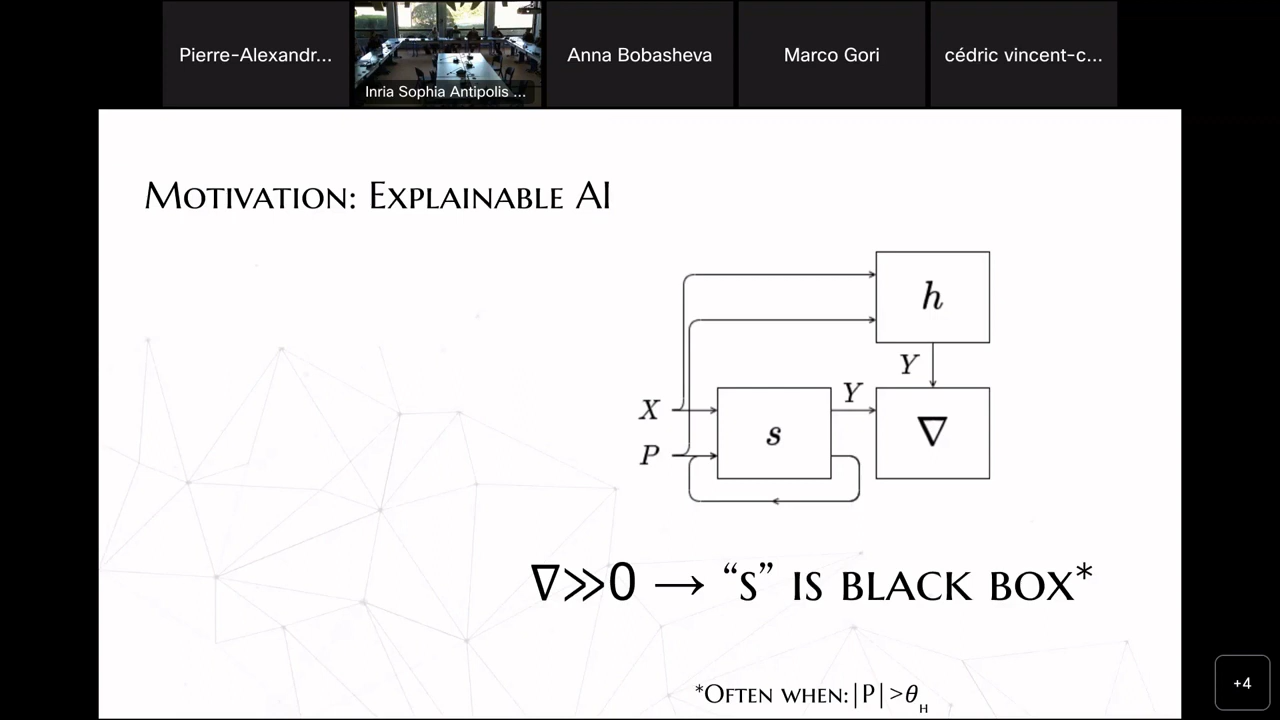 Pierre-Alexandr...
Inria Sophia Antipolis ...
Anna Bobasheva
Marco Gori
cédric vincent-c...
Motivation: Explainable AI
h
Y
X
s
Y
∇
P
∇≫0 → “s” is black box*
*Often when:|P|>θ_H
+4